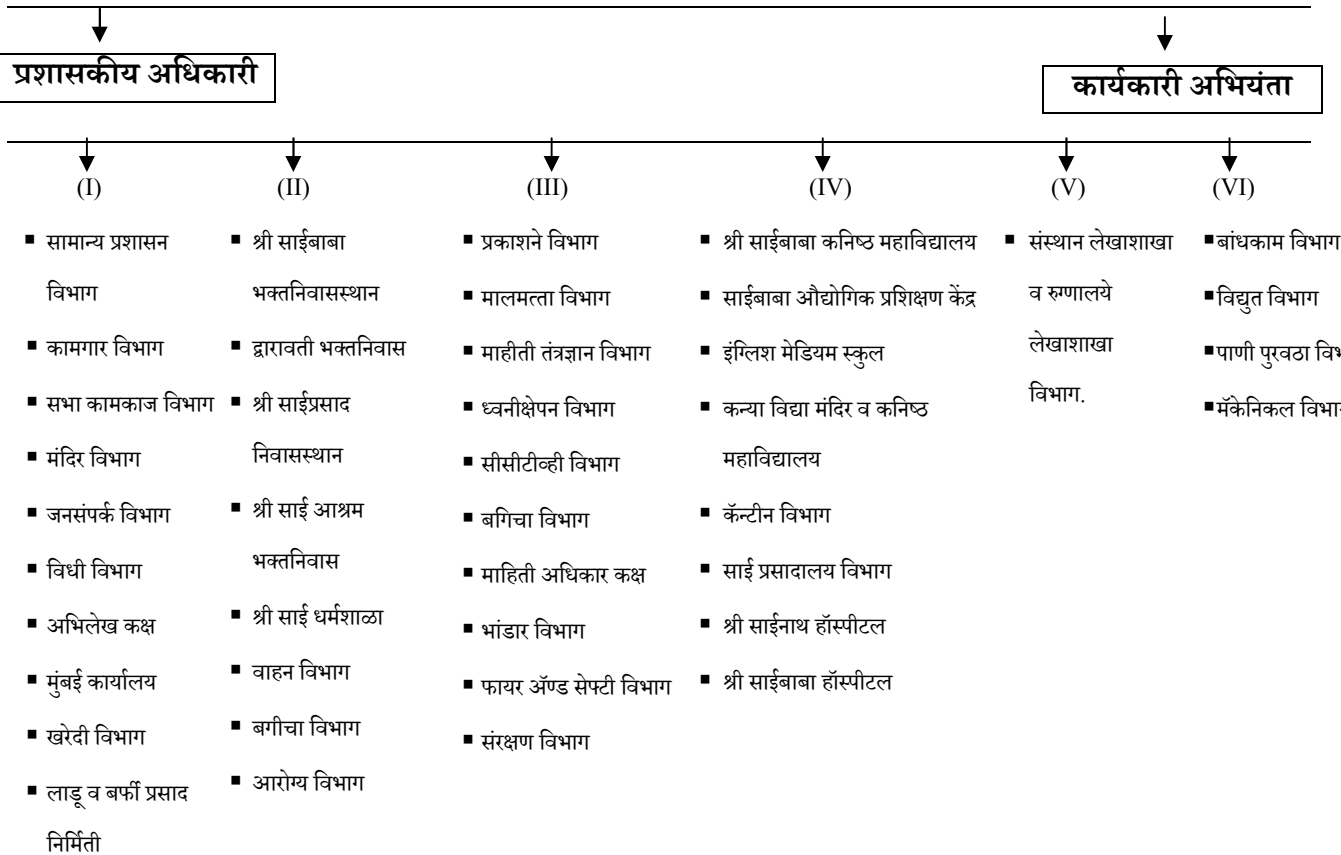 प्रशासकीय अधिकारी
कार्यकारी अभियंता
(I)
सामान्य प्रशासन
विभाग
कामगार विभाग
सभा कामकाज विभाग
मंदिर विभाग
जनसंपर्क विभाग
विधी विभाग
अभिलेख कक्ष
मुंबई कार्यालय
खरेदी विभाग
लाडू व बर्फी प्रसाद
निर्मिती
(II)
श्री साईबाबा
भक्तनिवासस्थान
द्वारावती भक्तनिवास
श्री साईप्रसाद
निवासस्थान
श्री साई आश्रम
भक्तनिवास
श्री साई धर्मशाळा
वाहन विभाग
बगीचा विभाग
आरोग्य विभाग
(III)
प्रकाशने विभाग
मालमत्ता विभाग
माहीती तंत्रज्ञान विभाग
ध्वनीक्षेपन विभाग
सीसीटीव्ही विभाग
बगिचा विभाग
माहिती अधिकार कक्ष
भांडार विभाग
फायर ॲण्ड सेफ्टी विभाग
संरक्षण विभाग
(IV)
श्री साईबाबा कनिष्ठ महाविद्यालय
साईबाबा औद्योगिक प्रशिक्षण केंद्र
इंग्लिश मेडियम स्कुल
कन्या विद्या मंदिर व कनिष्ठ
महाविद्यालय
कॅन्टीन विभाग
साई प्रसादालय विभाग
श्री साईनाथ हॉस्पीटल
श्री साईबाबा हॉस्पीटल
(V)
संस्थान लेखाशाखा
व रुग्णालये
लेखाशाखा
विभाग.
(VI)
बांधकाम विभाग
विद्युत विभाग
पाणी पुरवठा
मॅकेनिकल